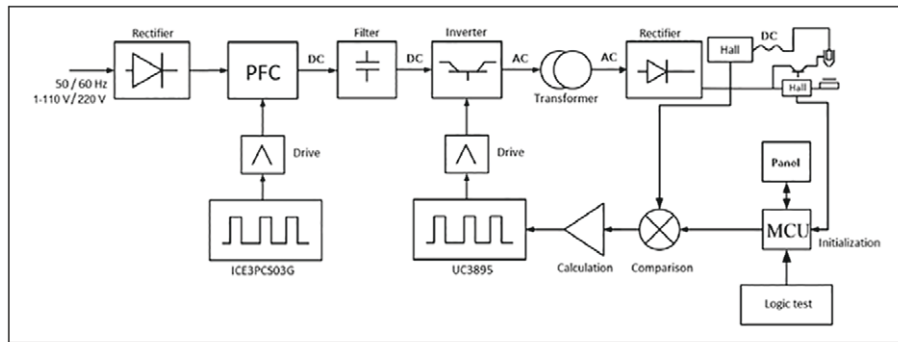 Rectifier
Filter
Inverter
Rectifier
Hall
DC
PFC
DC
DC
AC
AC
50 / 60 Hz
1-110 V/220 V
Transformer
Hall
Drive
Drive
Panel
MCU
Initialization
ICE3PCS03G
UC3895
Calculation
Comparison
Logic test